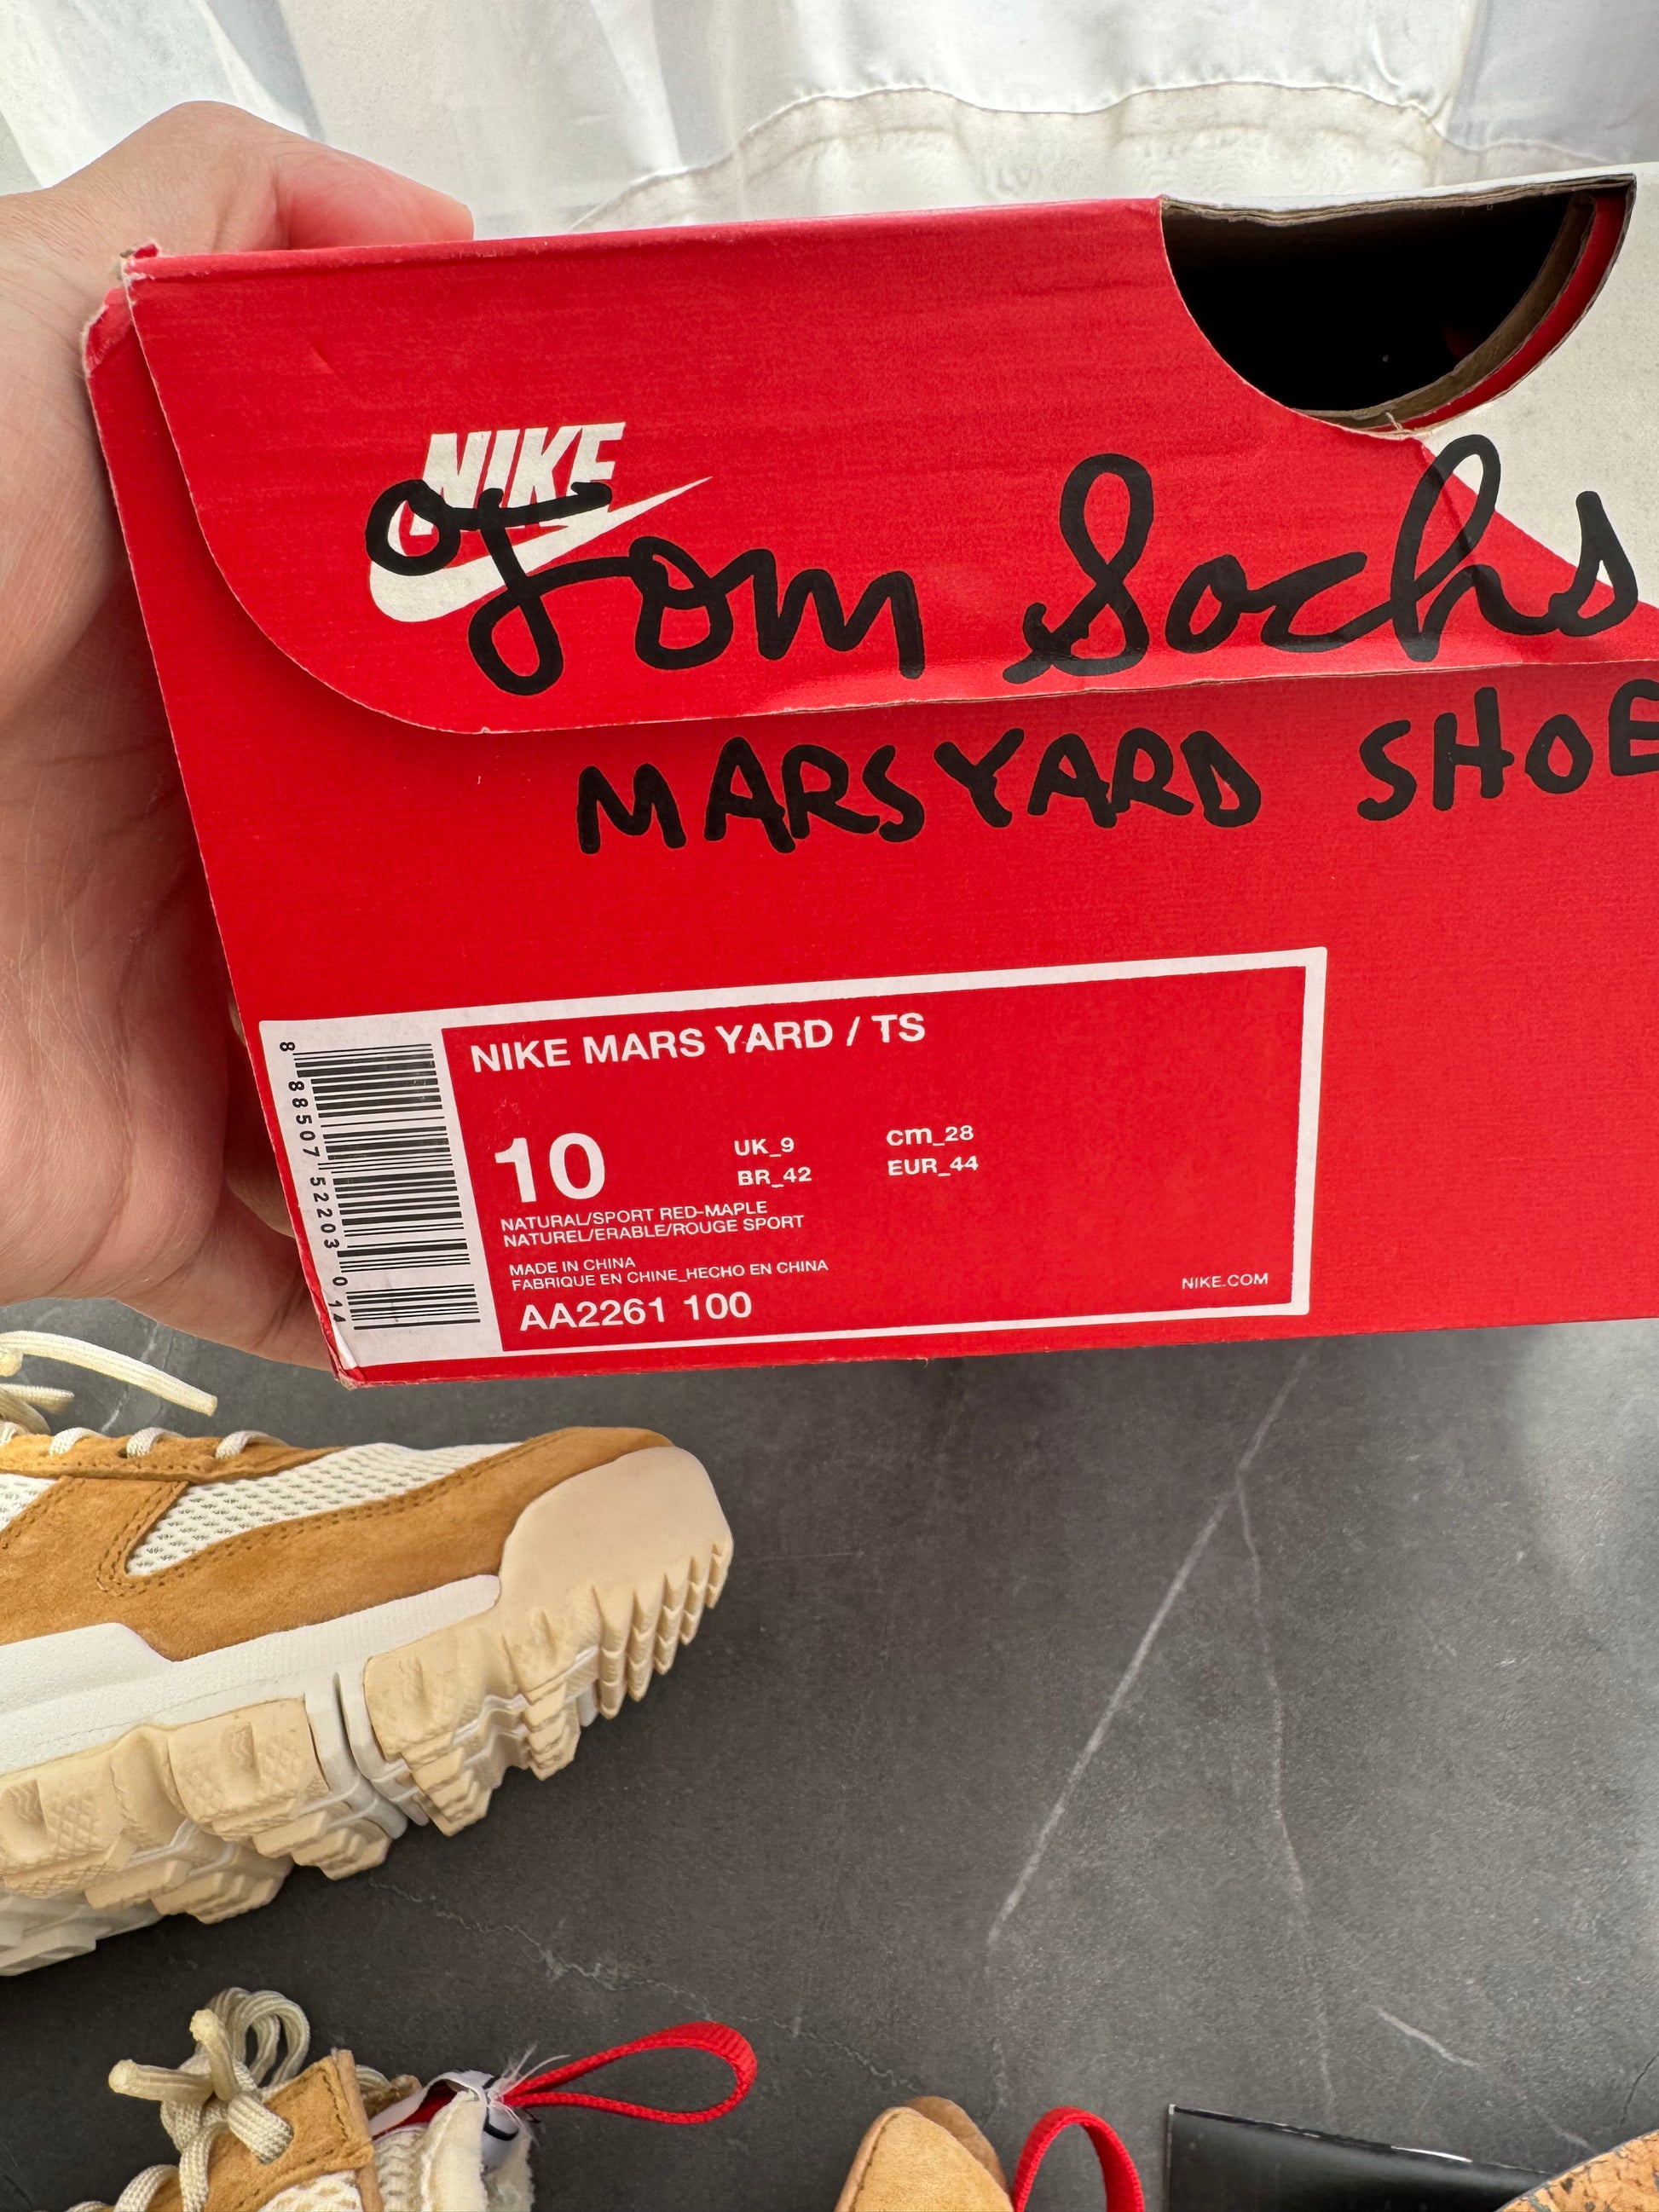 NIKE
Tom Sachs
MARSYARD SHOE
NIKE MARS YARD / TS
10
UK_9 cm_28
BR_42 EUR_44
NATURAL/SPORT RED-MAPLE
NATUREL/ERABLE/ROUGE SPORT
MADE IN CHINA
FABRIQUE EN CHINE_HECHO EN CHINA
AA2261 100
NIKE.COM
8 88507 52203 0 14